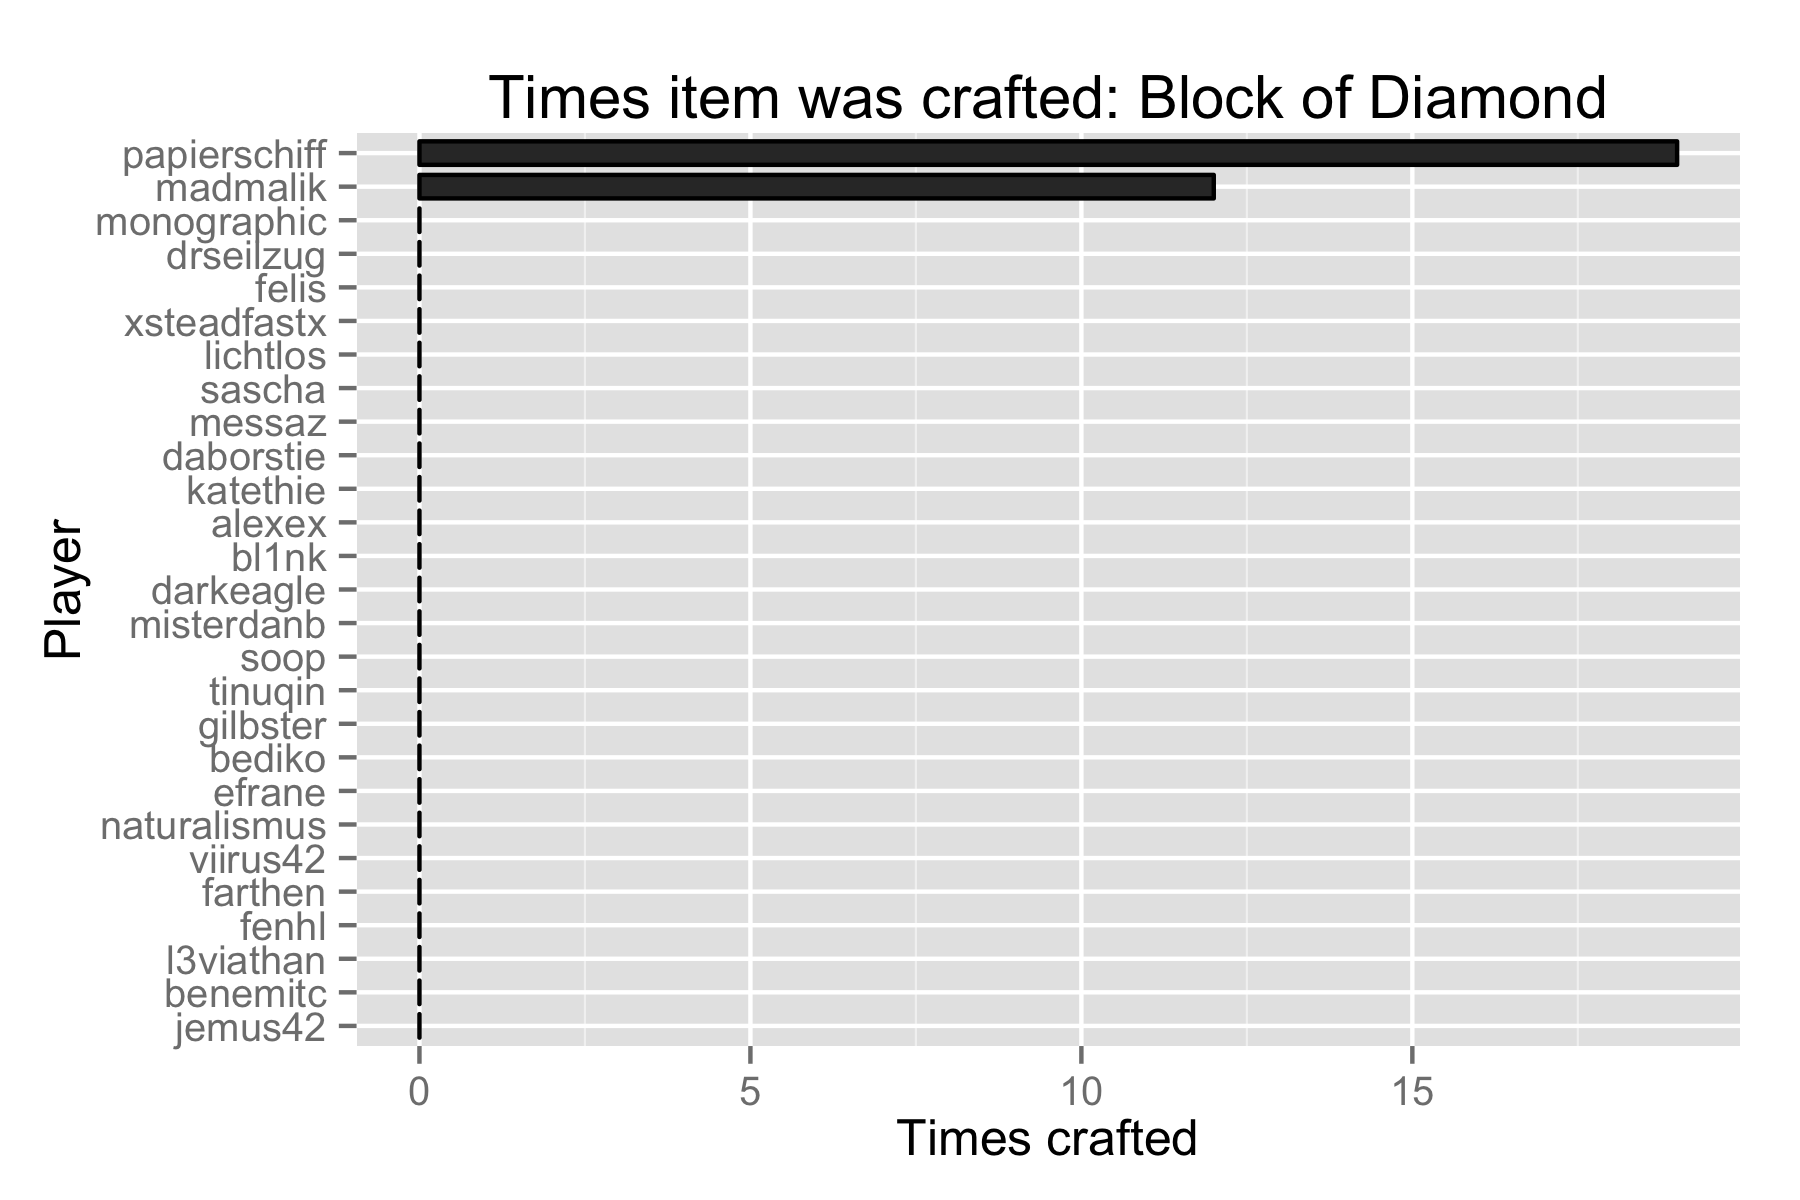 Times item was crafted: Block of Diamond
papierschiff
madmalik
monographic
drseilzug
felis
xsteadfastx
lichtlos
sascha
messaz
daborstie
katethie
alexex
bl1nk
darkeagle
misterdanb
soop
tinuqin
gilbster
bediko
efrane
naturalismus
viirus42
farthen
fenhl
l3viathan
benemitc
jemus42
Player
0 5 10 15
Times crafted